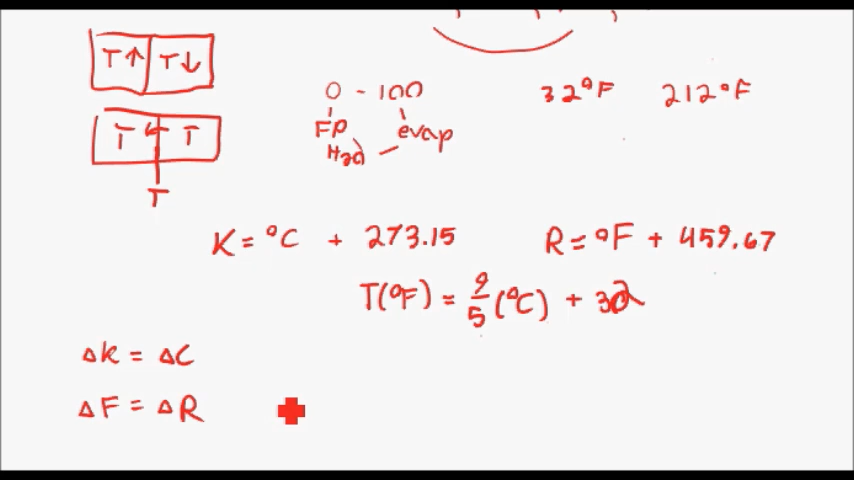 T↑ T↓
0 - 100 32°F 212°F
FP evap
H2O
T T
T
K = °C + 273.15 R = °F + 459.67
T(°F) = 9/5 (°C) + 32
ΔK = ΔC
ΔF = ΔR